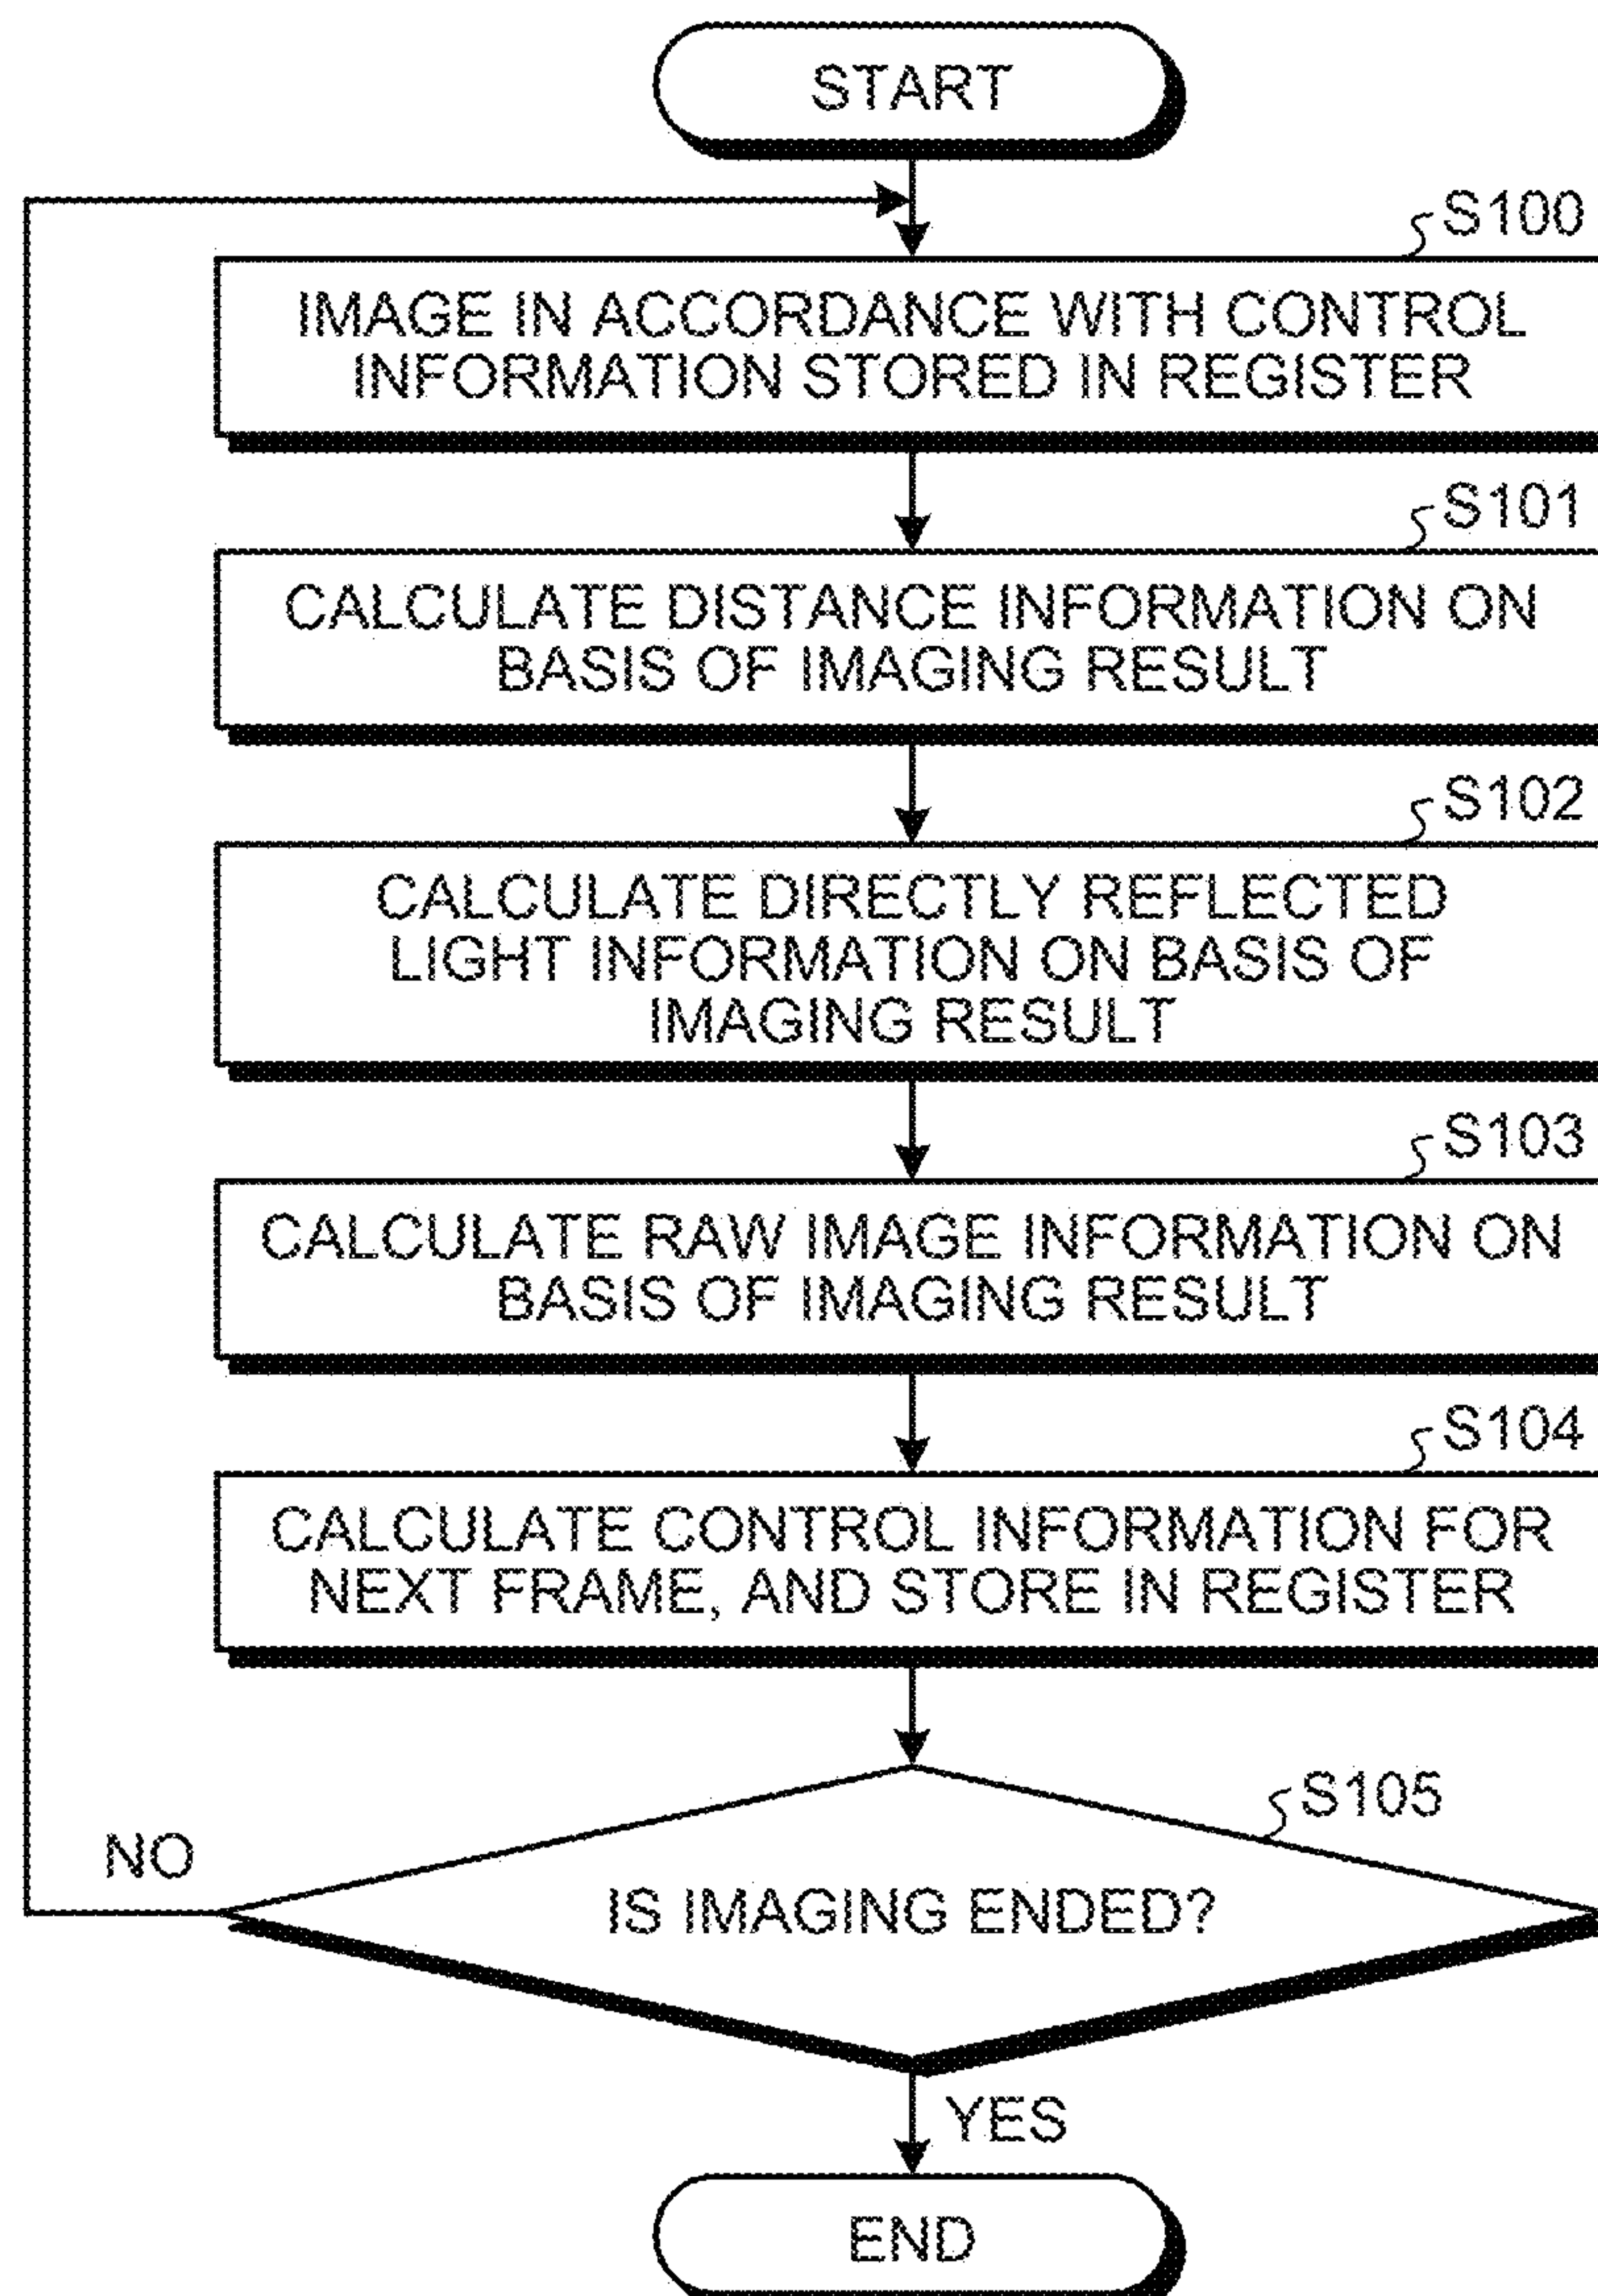 START
S100
IMAGE IN ACCORDANCE WITH CONTROL
INFORMATION STORED IN REGISTER
S101
CALCULATE DISTANCE INFORMATION ON
BASIS OF IMAGING RESULT
S102
CALCULATE DIRECTLY REFLECTED
LIGHT INFORMATION ON BASIS OF
IMAGING RESULT
S103
CALCULATE RAW IMAGE INFORMATION ON
BASIS OF IMAGING RESULT
S104
CALCULATE CONTROL INFORMATION FOR
NEXT FRAME, AND STORE IN REGISTER
S105
NO
IS IMAGING ENDED?
YES
END